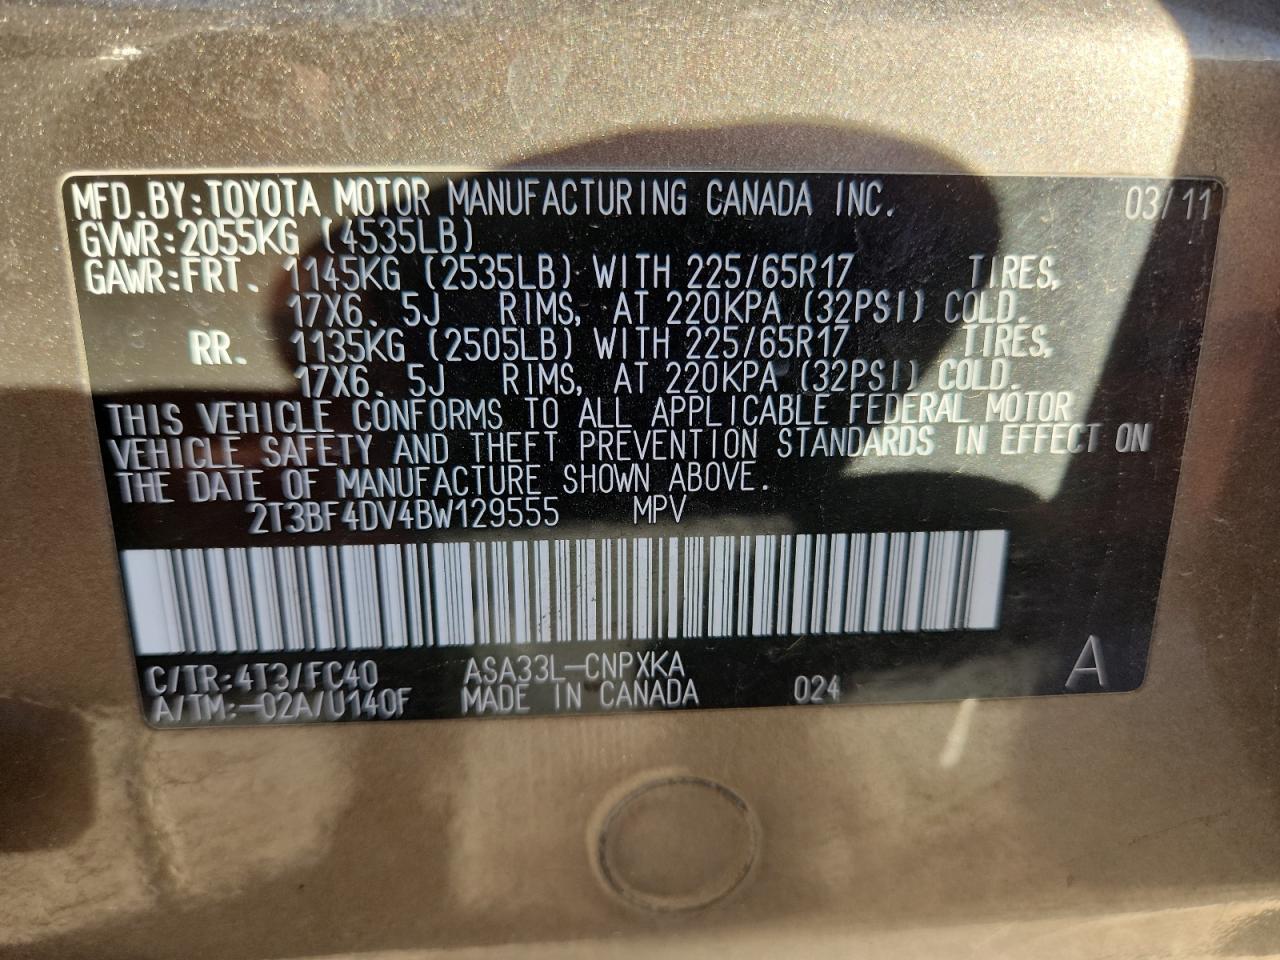 MFD.BY:TOYOTA MOTOR MANUFACTURING CANADA INC. 03/11
GVWR:2055KG (4535LB)
GAWR:FRT. 1145KG (2535LB) WITH 225/65R17 TIRES,
17X6.5J RIMS, AT 220KPA (32PSI) COLD.
RR. 1135KG (2505LB) WITH 225/65R17 TIRES,
17X6.5J RIMS, AT 220KPA (32PSI) COLD.
THIS VEHICLE CONFORMS TO ALL APPLICABLE FEDERAL MOTOR
VEHICLE SAFETY AND THEFT PREVENTION STANDARDS IN EFFECT ON
THE DATE OF MANUFACTURE SHOWN ABOVE.
2T3BF4DV4BW129555 MPV
C/TR:4T3/FC40 ASA33L-CNPXKA A
A/TM:-02A/U140F MADE IN CANADA 024